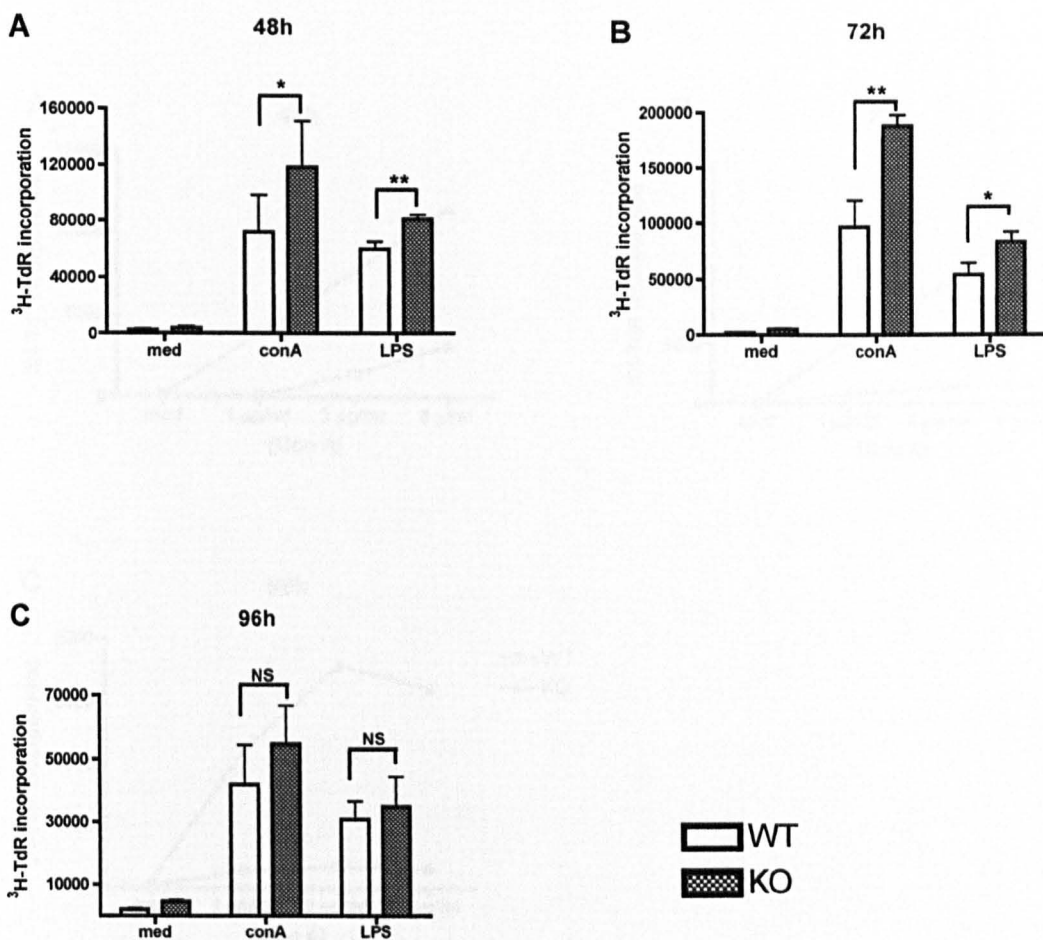 A
48h
*
**
160000
120000
80000
40000
0
³H-TdR incorporation
med
conA
LPS
B
72h
**
*
200000
150000
100000
50000
0
³H-TdR incorporation
med
conA
LPS
C
96h
NS
NS
70000
50000
30000
10000
³H-TdR incorporation
med
conA
LPS
WT
KO